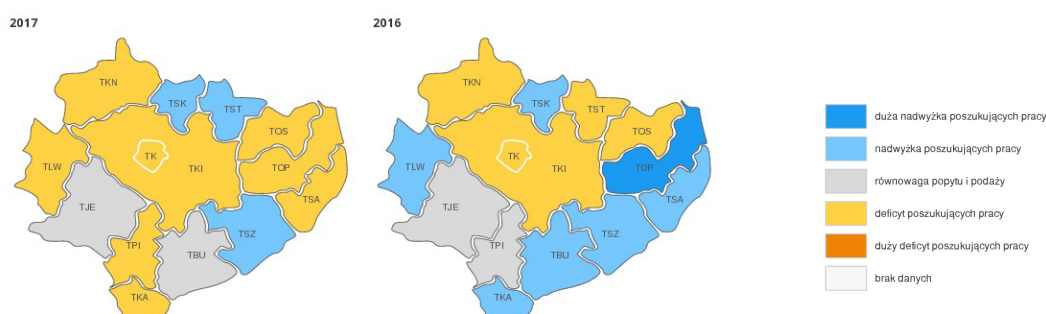 2017
TKN
TSK
TST
TOS
TK
TKI
TLW
TOP
TSA
TJE
TSZ
TPI
TBU
TKA
2016
TKN
TSK
TST
TOS
TK
TKI
TLW
TOP
TSA
TJE
TSZ
TPI
TBU
TKA
duża nadwyżka poszukujących pracy
nadwyżka poszukujących pracy
równowaga popytu i podaży
deficyt poszukujących pracy
duży deficyt poszukujących pracy
brak danych